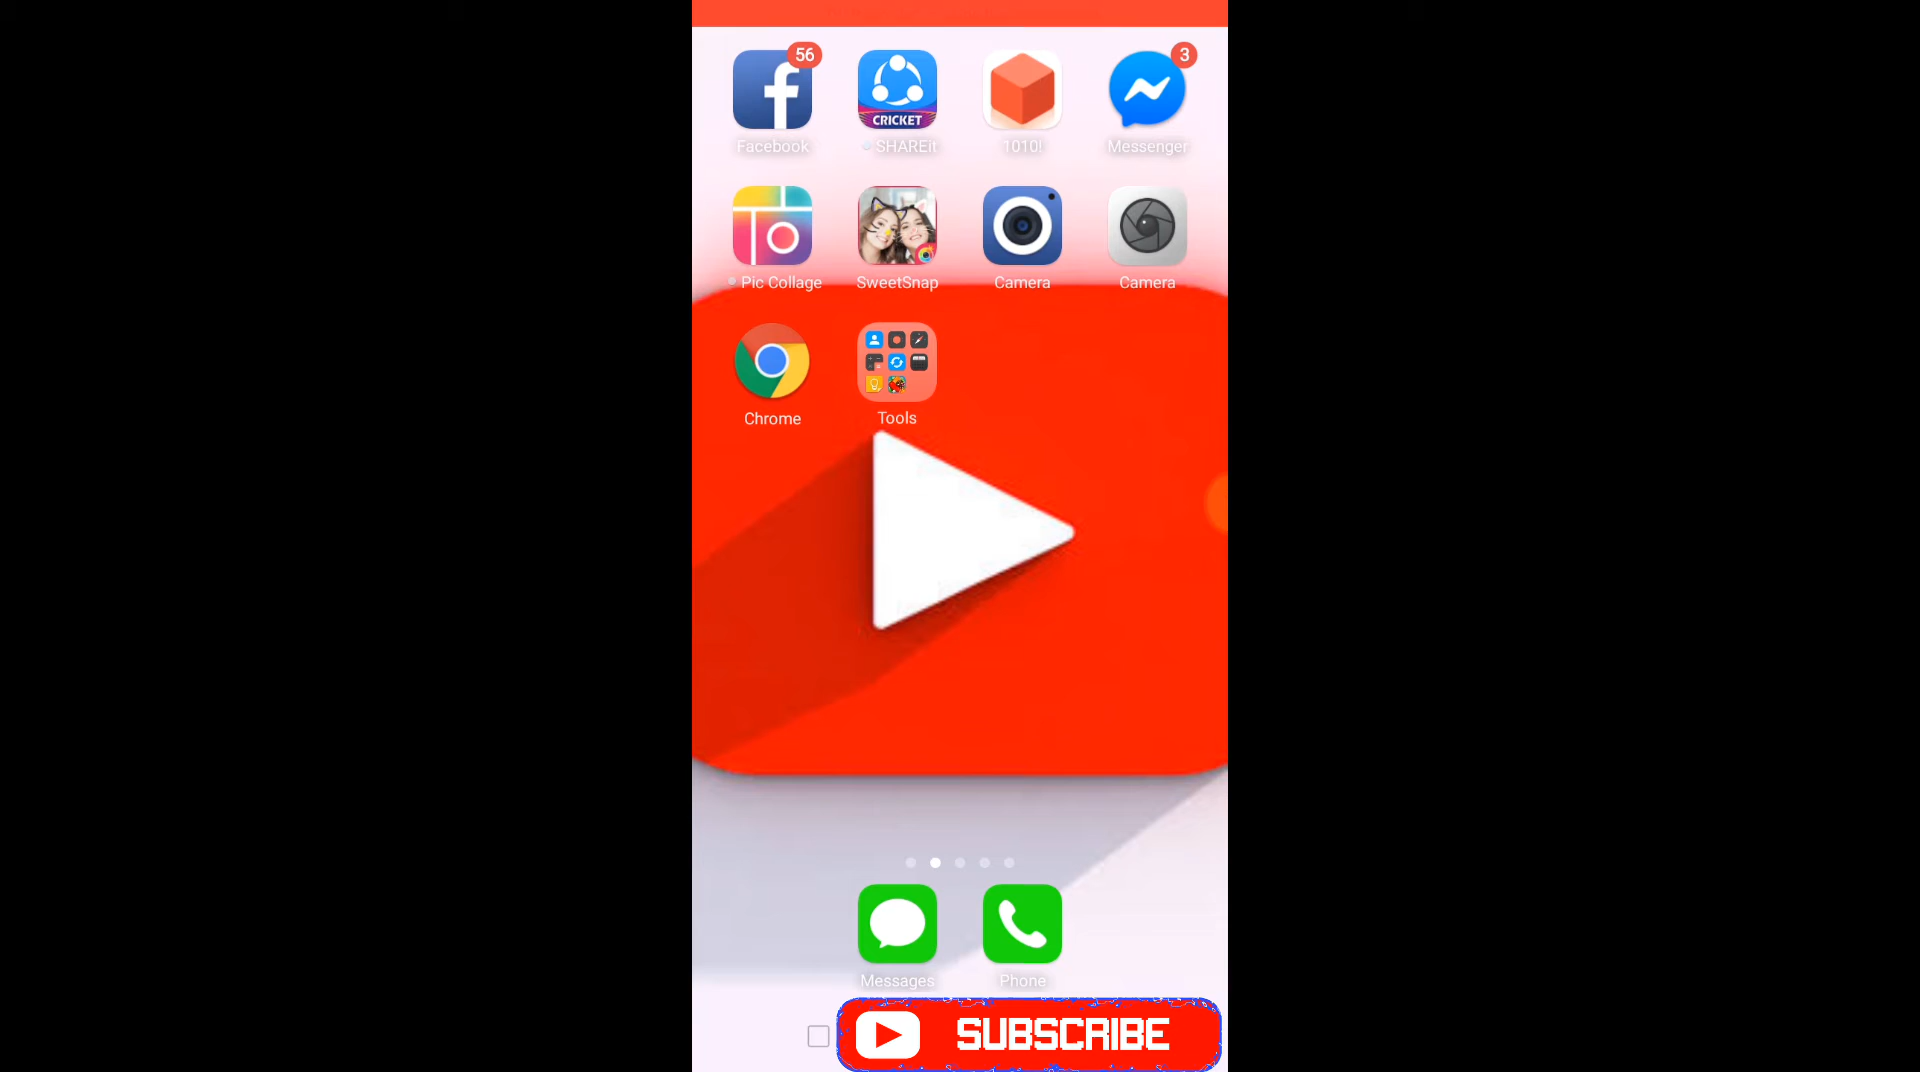 56
3
CRICKET
Facebook
SHAREit
1010!
Messenger
Pic Collage
SweetSnap
Camera
Camera
Chrome
Tools
Messages
Phone
SUBSCRIBE